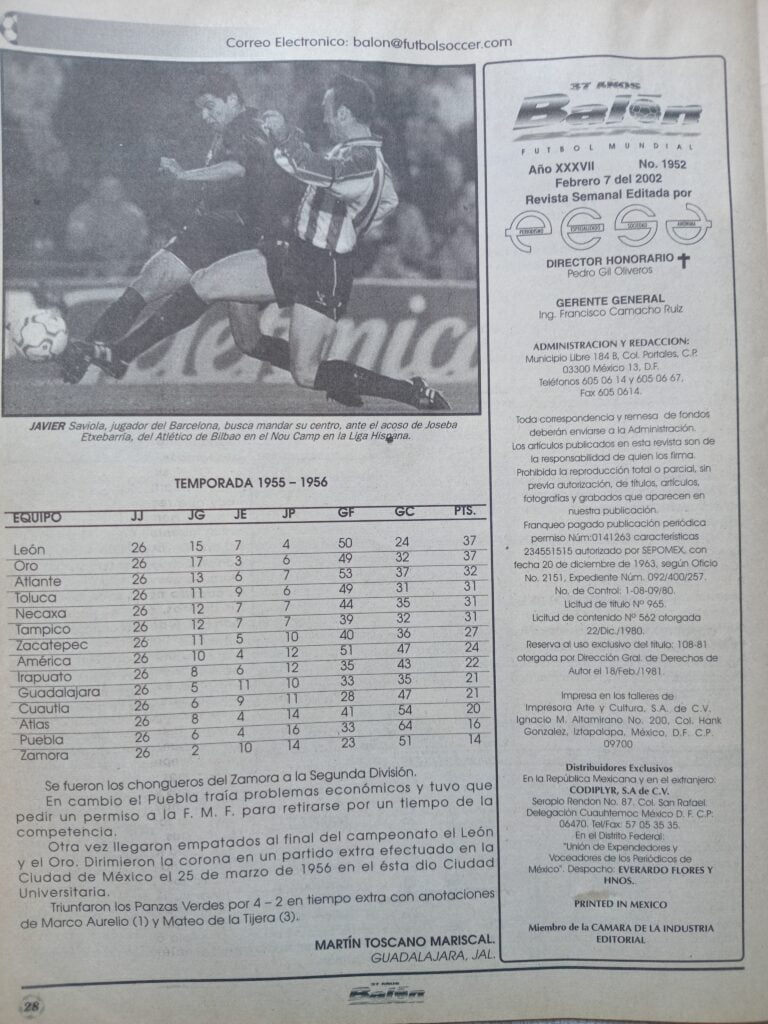 Correo Electronico: balon@futbolsoccer.com
JAVIER Saviola, jugador del Barcelona, busca mandar su centro, ante el acoso de Joseba
Etxebarría, del Atlético de Bilbao en el Nou Camp en la Liga Hispana.
TEMPORADA 1955 – 1956
EQUIPO JJ JG JE JP GF GC PTS.
León 26 15 7 4 50 24 37
Oro 26 17 3 6 49 32 37
Atlante 26 13 6 7 53 37 32
Toluca 26 11 9 6 49 31 31
Necaxa 26 12 7 7 44 35 31
Tampico 26 12 7 7 39 32 31
Zacatepec 26 11 5 10 40 36 27
América 26 10 4 12 51 47 24
Irapuato 26 8 6 12 35 43 22
Guadalajara 26 5 11 10 33 35 21
Cuautla 26 6 9 11 28 47 21
Atlas 26 8 4 14 41 54 20
Puebla 26 6 4 16 33 64 16
Zamora 26 2 10 14 23 51 14
Se fueron los chongueros del Zamora a la Segunda División.
En cambio el Puebla traía problemas económicos y tuvo que
pedir un permiso a la F. M. F. para retirarse por un tiempo de la
competencia.
Otra vez llegaron empatados al final del campeonato el León
y el Oro. Dirimieron la corona en un partido extra efectuado en la
Ciudad de México el 25 de marzo de 1956 en el ésta dio Ciudad
Universitaria.
Triunfaron los Panzas Verdes por 4 – 2 en tiempo extra con anotaciones
de Marco Aurelio (1) y Mateo de la Tijera (3).
MARTÍN TOSCANO MARISCAL.
GUADALAJARA, JAL.
37 AÑOS
Balón
FUTBOL MUNDIAL
Año XXXVII No. 1952
Febrero 7 del 2002
Revista Semanal Editada por
PERIODISMO ESPECIALIZADO SOCIEDAD ANONIMA
DIRECTOR HONORARIO ✝
Pedro Gil Oliveros
GERENTE GENERAL
Ing. Francisco Camacho Ruiz
ADMINISTRACION Y REDACCION:
Municipio Libre 184 B, Col. Portales, C.P.
03300 México 13, D.F.
Teléfonos 605 06 14 y 605 06 67,
Fax 605 0614.
Toda correspondencia y remesa de fondos
deberán enviarse a la Administración.
Los artículos publicados en esta revista son de
la responsabilidad de quien los firma.
Prohibida la reproducción total o parcial, sin
previa autorización, de títulos, artículos,
fotografías y grabados que aparecen en
nuestra publicación.
Franqueo pagado publicación periódica
permiso Núm:0141263 características
234551515 autorizado por SEPOMEX, con
fecha 20 de diciembre de 1963, según Oficio
No. 2151, Expediente Núm. 092/400/257.
No. de Control: 1-08-09/80.
Licitud de título Nº 965.
Licitud de contenido Nº 562 otorgada
22/Dic./1980.
Reserva al uso exclusivo del título: 108-81
otorgada por Dirección Gral. de Derechos de
Autor el 18/Feb./1981.
Impresa en los talleres de
Impresora Arte y Cultura, S.A. de C.V.
Ignacio M. Altamirano No. 200, Col. Hank
Gonzalez, Iztapalapa, México, D.F. C.P.
09700
Distribuidores Exclusivos
En la República Mexicana y en el extranjero:
CODIPLYR, S.A de C.V.
Serapio Rendon No. 87. Col. San Rafael.
Delegación Cuauhtemoc México D. F. C.P:
06470. Tel/Fax: 57 05 35 35.
En el Distrito Federal:
"Unión de Expendedores y
Voceadores de los Periódicos de
México". Despacho: EVERARDO FLORES Y
HNOS.
PRINTED IN MEXICO
Miembro de la CAMARA DE LA INDUSTRIA
EDITORIAL
28
37 AÑOS
Balón